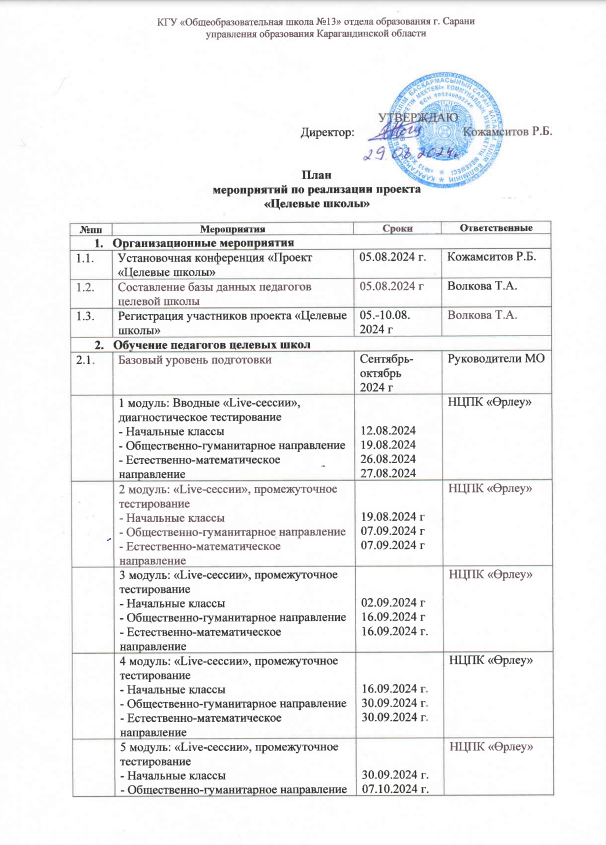 КГУ «Общеобразовательная школа №13» отдела образования г. Сарани
управления образования Карагандинской области
УТВЕРЖДАЮ
Директор: Кожамситов Р.Б.
План
мероприятий по реализации проекта
«Целевые школы»
№пп Мероприятия Сроки Ответственные
1. Организационные мероприятия
1.1. Установочная конференция «Проект 05.08.2024 г. Кожамситов Р.Б.
«Целевые школы»
1.2. Составление базы данных педагогов 05.08.2024 г Волкова Т.А.
целевой школы
1.3. Регистрация участников проекта «Целевые 05.-10.08. Волкова Т.А.
школы» 2024 г
2. Обучение педагогов целевых школ
2.1. Базовый уровень подготовки Сентябрь- Руководители МО
октябрь
2024 г
1 модуль: Вводные «Live-сессии», НЦПК «Өрлеу»
диагностическое тестирование
- Начальные классы 12.08.2024
- Общественно-гуманитарное направление 19.08.2024
- Естественно-математическое 26.08.2024
направление 27.08.2024
2 модуль: «Live-сессии», промежуточное НЦПК «Өрлеу»
тестирование
- Начальные классы 19.08.2024 г
- Общественно-гуманитарное направление 07.09.2024 г
- Естественно-математическое 07.09.2024 г
направление
3 модуль: «Live-сессии», промежуточное НЦПК «Өрлеу»
тестирование
- Начальные классы 02.09.2024 г
- Общественно-гуманитарное направление 16.09.2024 г
- Естественно-математическое 16.09.2024 г.
направление
4 модуль: «Live-сессии», промежуточное НЦПК «Өрлеу»
тестирование
- Начальные классы 16.09.2024 г.
- Общественно-гуманитарное направление 30.09.2024 г.
- Естественно-математическое 30.09.2024 г.
направление
5 модуль: «Live-сессии», промежуточное НЦПК «Өрлеу»
тестирование
- Начальные классы 30.09.2024 г.
- Общественно-гуманитарное направление 07.10.2024 г.